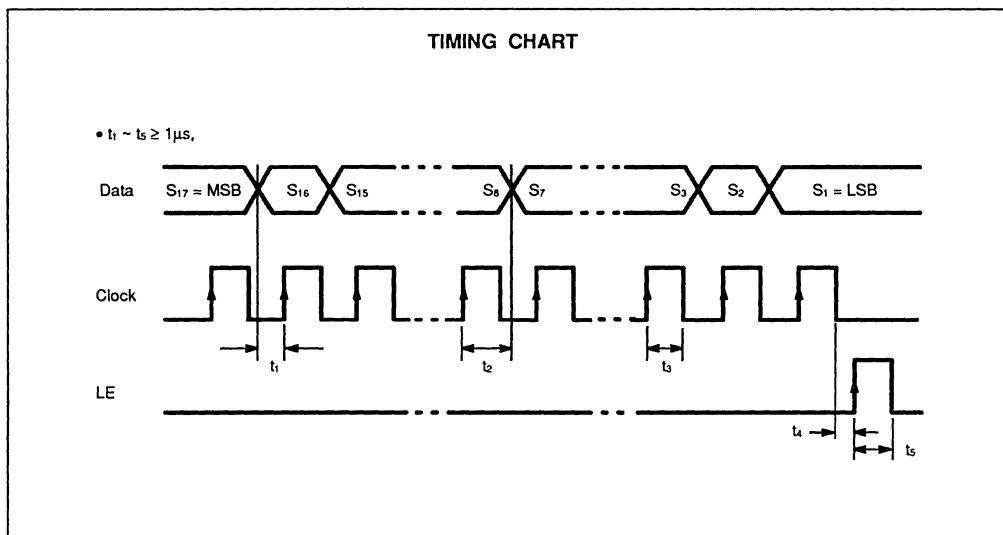 TIMING CHART
• t₁ ~ t₅ ≥ 1µs,
Data S₁₇ = MSB S₁₆ S₁₅ S₈ S₇ S₃ S₂ S₁ = LSB
Clock
t₁ t₂ t₃
LE
t₄ t₅